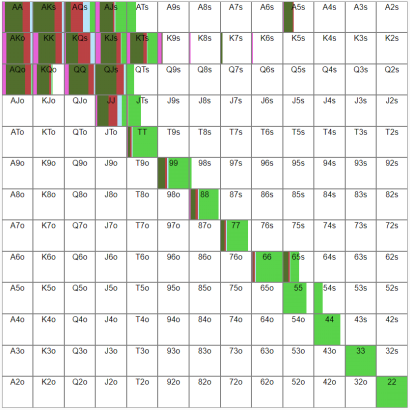 AA AKs AQs AJs ATs A9s A8s A7s A6s A5s A4s A3s A2s
AKo KK KQs KJs KTs K9s K8s K7s K6s K5s K4s K3s K2s
AQo KQo QQ QJs QTs Q9s Q8s Q7s Q6s Q5s Q4s Q3s Q2s
AJo KJo QJo JJ JTs J9s J8s J7s J6s J5s J4s J3s J2s
ATo KTo QTo JTo TT T9s T8s T7s T6s T5s T4s T3s T2s
A9o K9o Q9o J9o T9o 99 98s 97s 96s 95s 94s 93s 92s
A8o K8o Q8o J8o T8o 98o 88 87s 86s 85s 84s 83s 82s
A7o K7o Q7o J7o T7o 97o 87o 77 76s 75s 74s 73s 72s
A6o K6o Q6o J6o T6o 96o 86o 76o 66 65s 64s 63s 62s
A5o K5o Q5o J5o T5o 95o 85o 75o 65o 55 54s 53s 52s
A4o K4o Q4o J4o T4o 94o 84o 74o 64o 54o 44 43s 42s
A3o K3o Q3o J3o T3o 93o 83o 73o 63o 53o 43o 33 32s
A2o K2o Q2o J2o T2o 92o 82o 72o 62o 52o 42o 32o 22